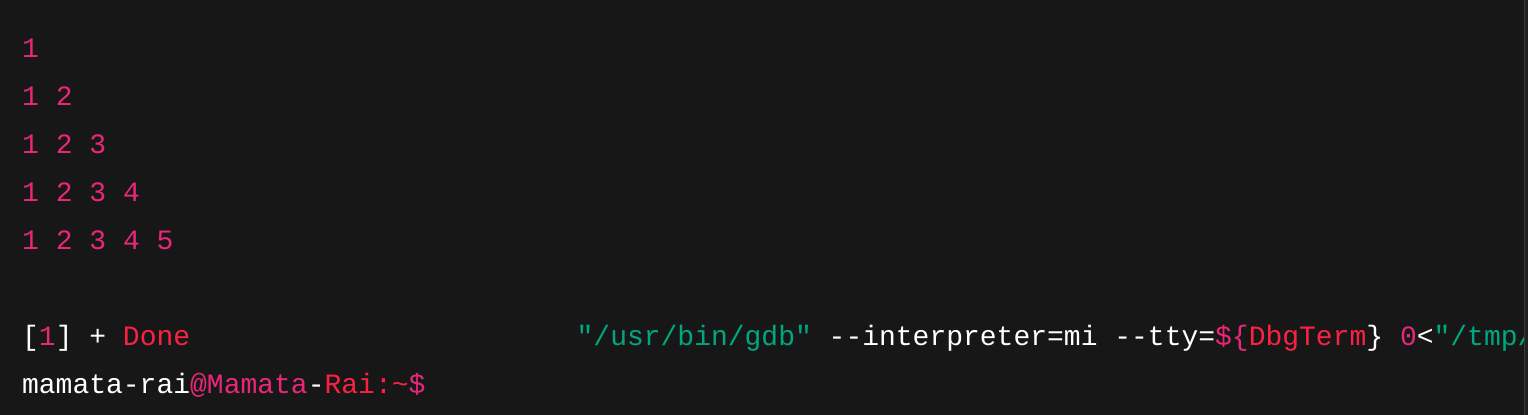 1
1 2
1 2 3
1 2 3 4
1 2 3 4 5
[1] + Done                       "/usr/bin/gdb" --interpreter=mi --tty=${DbgTerm} 0<"/tmp/
mamata-rai@Mamata-Rai:~$